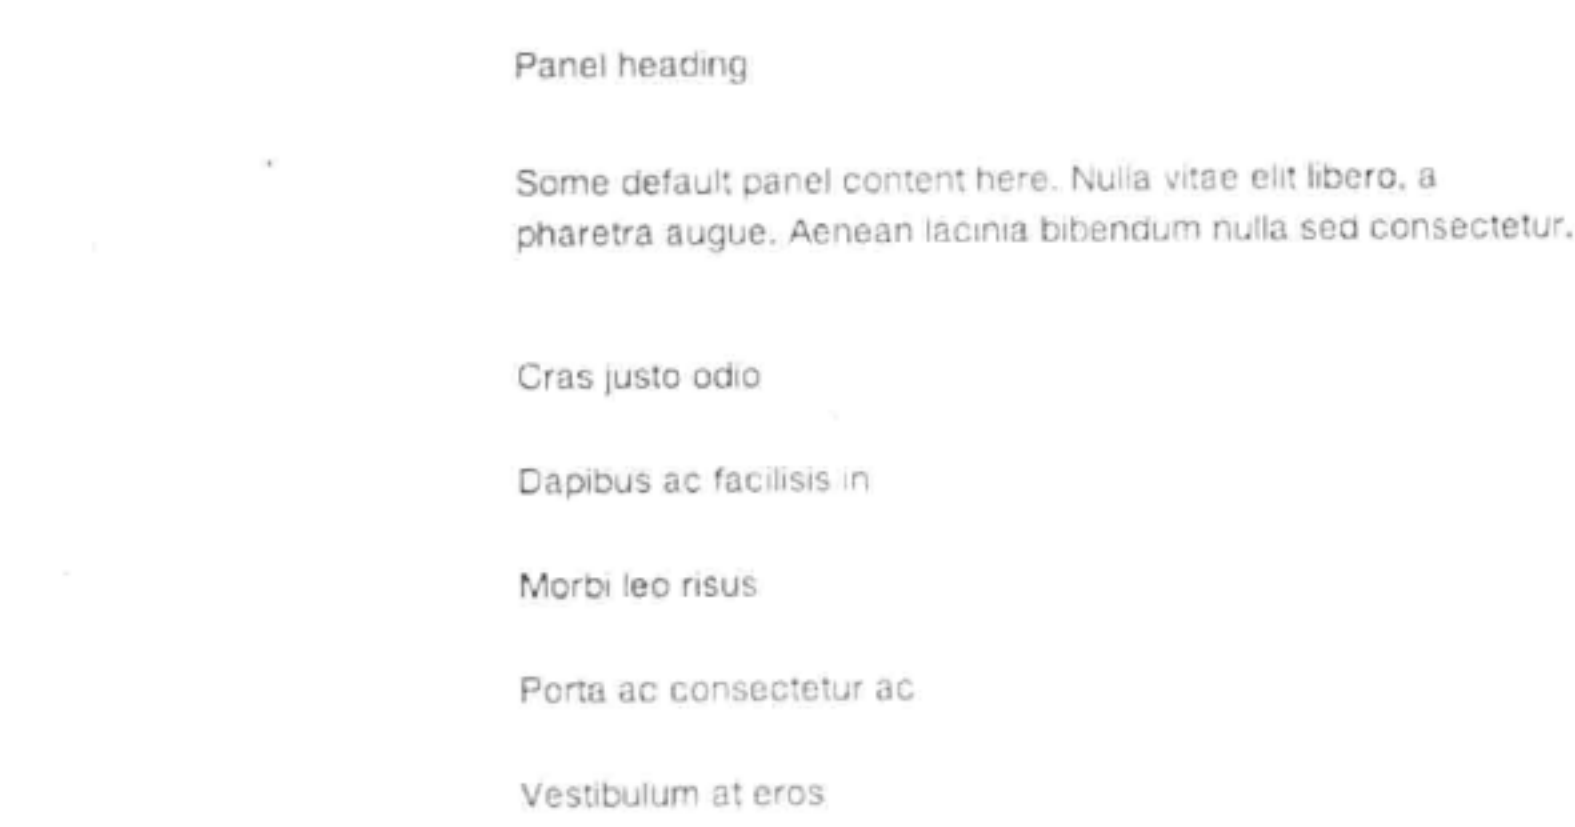 Panel heading
Some default panel content here. Nulla vitae elit libero, a
pharetra augue. Aenean lacinia bibendum nulla sed consectetur.
Cras justo odio
Dapibus ac facilisis in
Morbi leo risus
Porta ac consectetur ac
Vestibulum at eros